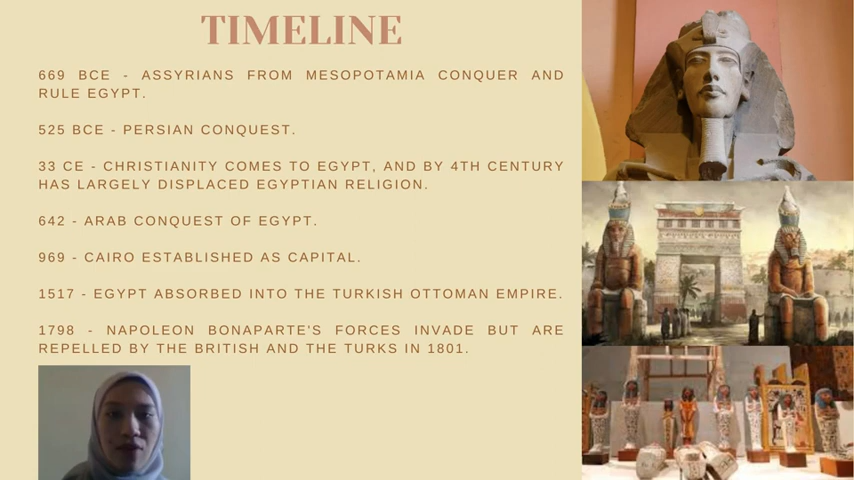 TIMELINE
669 BCE - ASSYRIANS FROM MESOPOTAMIA CONQUER AND
RULE EGYPT.
525 BCE - PERSIAN CONQUEST.
33 CE - CHRISTIANITY COMES TO EGYPT, AND BY 4TH CENTURY
HAS LARGELY DISPLACED EGYPTIAN RELIGION.
642 - ARAB CONQUEST OF EGYPT.
969 - CAIRO ESTABLISHED AS CAPITAL.
1517 - EGYPT ABSORBED INTO THE TURKISH OTTOMAN EMPIRE.
1798 - NAPOLEON BONAPARTE'S FORCES INVADE BUT ARE
REPELLED BY THE BRITISH AND THE TURKS IN 1801.